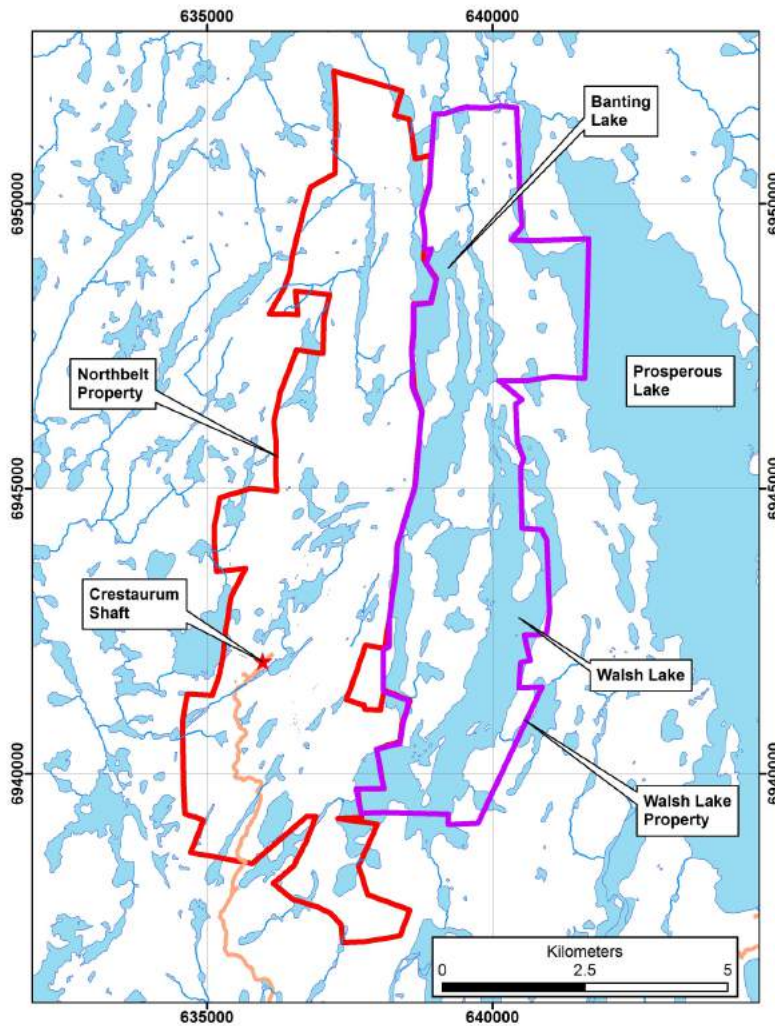 635000
640000
Banting
Lake
6950000
6950000
Northbelt
Property
Prosperous
Lake
6945000
6945000
Crestaurum
Shaft
Walsh Lake
6940000
6940000
Walsh Lake
Property
Kilometers
0
2.5
5
635000
640000